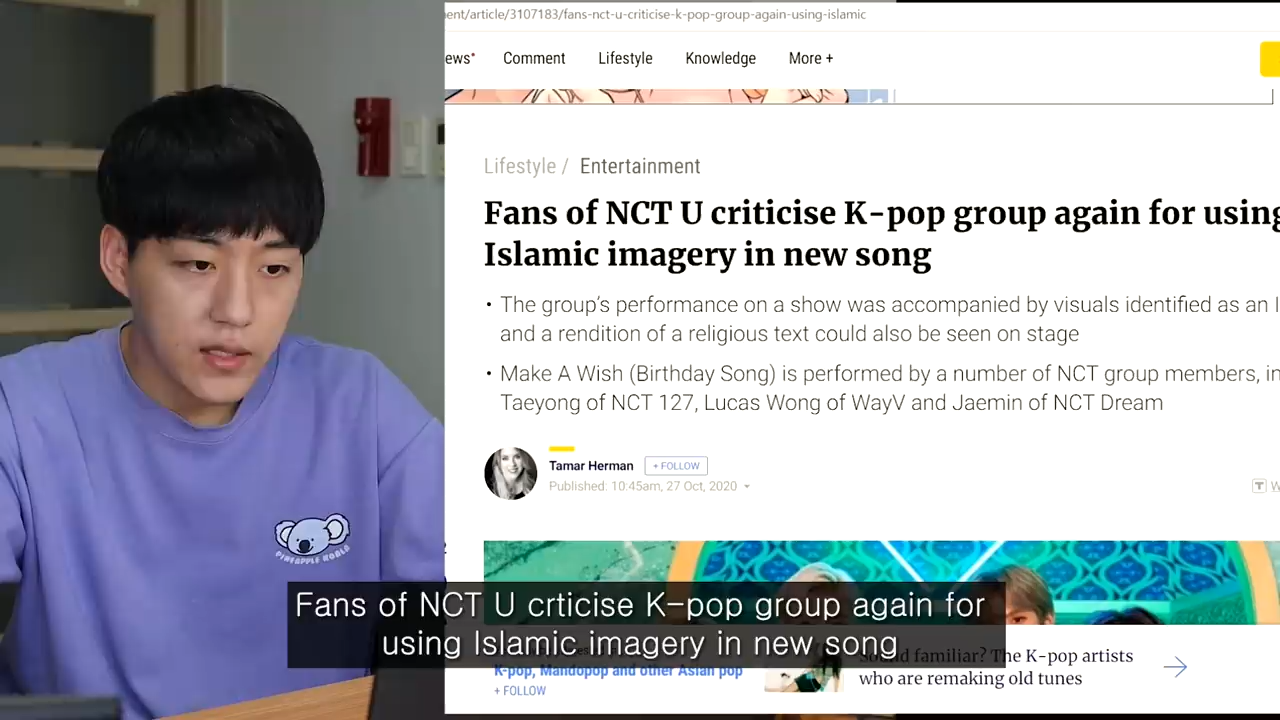 ent/article/3107183/fans-nct-u-criticise-k-pop-group-again-using-islamic
ews
Comment
Lifestyle
Knowledge
More +
Lifestyle / Entertainment
Fans of NCT U criticise K-pop group again for using
Islamic imagery in new song
• The group's performance on a show was accompanied by visuals identified as an I
and a rendition of a religious text could also be seen on stage
• Make A Wish (Birthday Song) is performed by a number of NCT group members, in
Taeyong of NCT 127, Lucas Wong of WayV and Jaemin of NCT Dream
Tamar Herman
+ FOLLOW
Published: 10:45am, 27 Oct, 2020
T W
PINEAPPLE KOALA
Fans of NCT U crticise K-pop group again for
using Islamic imagery in new song
K-pop, Mandopop and other Asian pop
+ FOLLOW
Sound familiar? The K-pop artists
who are remaking old tunes